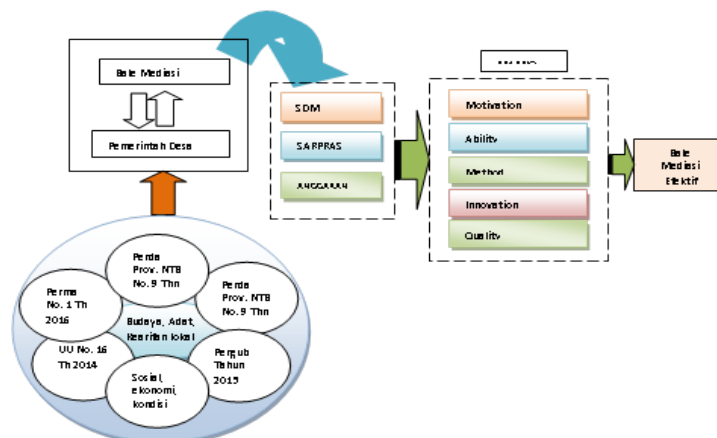 Bale Mediasi
Pemerintah Desa
SDM
SARPRAS
ANGGARAN
Motivation
Ability
Method
Innovation
Quality
Bale
Mediasi
Efektif
Perda
Prov. NTB
No. 9 Thn
Perma
No. 1 Th
2016
Perda
Prov. NTB
No. 9 Thn
Budaya, Adat,
Kearifan lokal
UU No. 16
Th 2014
Pergub
Tahun
2019
Sosial,
ekonomi,
kondisi